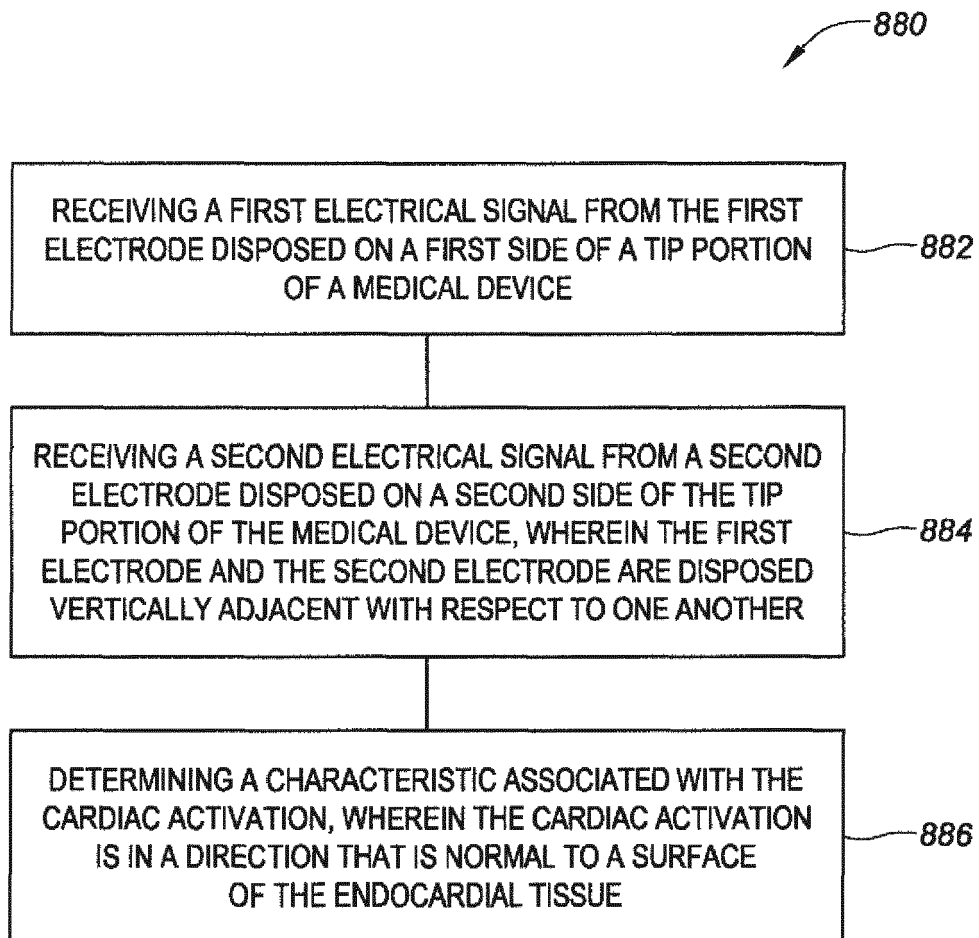 880
RECEIVING A FIRST ELECTRICAL SIGNAL FROM THE FIRST
ELECTRODE DISPOSED ON A FIRST SIDE OF A TIP PORTION
OF A MEDICAL DEVICE
882
RECEIVING A SECOND ELECTRICAL SIGNAL FROM A SECOND
ELECTRODE DISPOSED ON A SECOND SIDE OF THE TIP
PORTION OF THE MEDICAL DEVICE, WHEREIN THE FIRST
ELECTRODE AND THE SECOND ELECTRODE ARE DISPOSED
VERTICALLY ADJACENT WITH RESPECT TO ONE ANOTHER
884
DETERMINING A CHARACTERISTIC ASSOCIATED WITH THE
CARDIAC ACTIVATION, WHEREIN THE CARDIAC ACTIVATION
IS IN A DIRECTION THAT IS NORMAL TO A SURFACE
OF THE ENDOCARDIAL TISSUE
886